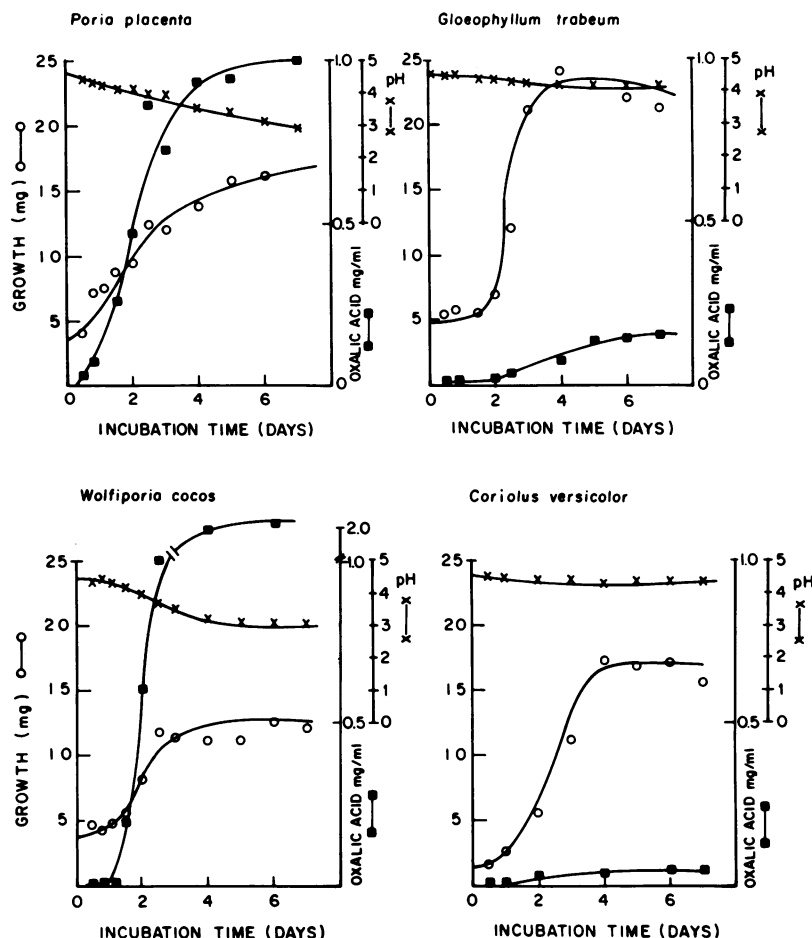 Poria placenta
Gloeophyllum trabeum
25
20
15
10
5
GROWTH (mg)
0 2 4 6
INCUBATION TIME (DAYS)
1.0
0.5
0
OXALIC ACID mg/ml
5
4
3
2
1
0
pH
25
20
15
10
5
0 2 4 6
INCUBATION TIME (DAYS)
1.0
0.5
0
OXALIC ACID mg/ml
5
4
3
2
1
0
pH
Wolfiporia cocos
Coriolus versicolor
25
20
15
10
5
GROWTH (mg)
0 2 4 6
INCUBATION TIME (DAYS)
2.0
1.0
0.5
0
OXALIC ACID mg/ml
5
4
3
2
1
0
pH
25
20
15
10
5
0 2 4 6
INCUBATION TIME (DAYS)
1.0
0.5
0
OXALIC ACID mg/ml
5
4
3
2
1
0
pH